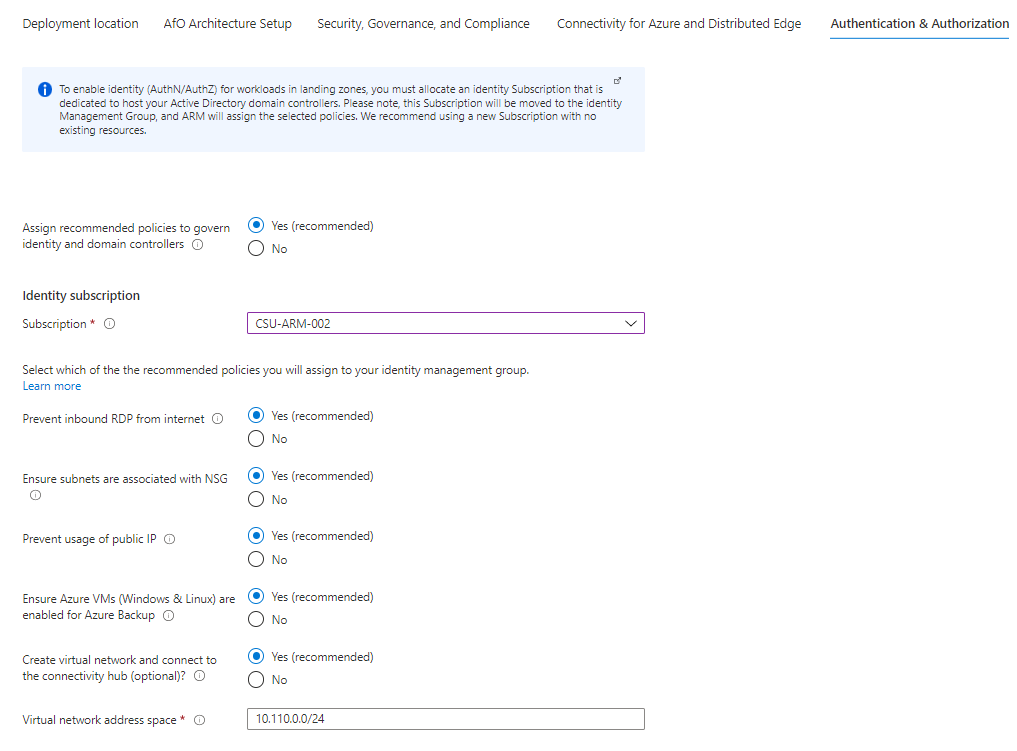 Deployment location
AfO Architecture Setup
Security, Governance, and Compliance
Connectivity for Azure and Distributed Edge
Authentication & Authorization
To enable identity (AuthN/AuthZ) for workloads in landing zones, you must allocate an identity Subscription that is
dedicated to host your Active Directory domain controllers. Please note, this Subscription will be moved to the identity
Management Group, and ARM will assign the selected policies. We recommend using a new Subscription with no
existing resources.
Assign recommended policies to govern
identity and domain controllers
Yes (recommended)
No
Identity subscription
Subscription *
CSU-ARM-002
Select which of the the recommended policies you will assign to your identity management group.
Learn more
Prevent inbound RDP from internet
Yes (recommended)
No
Ensure subnets are associated with NSG
Yes (recommended)
No
Prevent usage of public IP
Yes (recommended)
No
Ensure Azure VMs (Windows & Linux) are
enabled for Azure Backup
Yes (recommended)
No
Create virtual network and connect to
the connectivity hub (optional)?
Yes (recommended)
No
Virtual network address space *
10.110.0.0/24